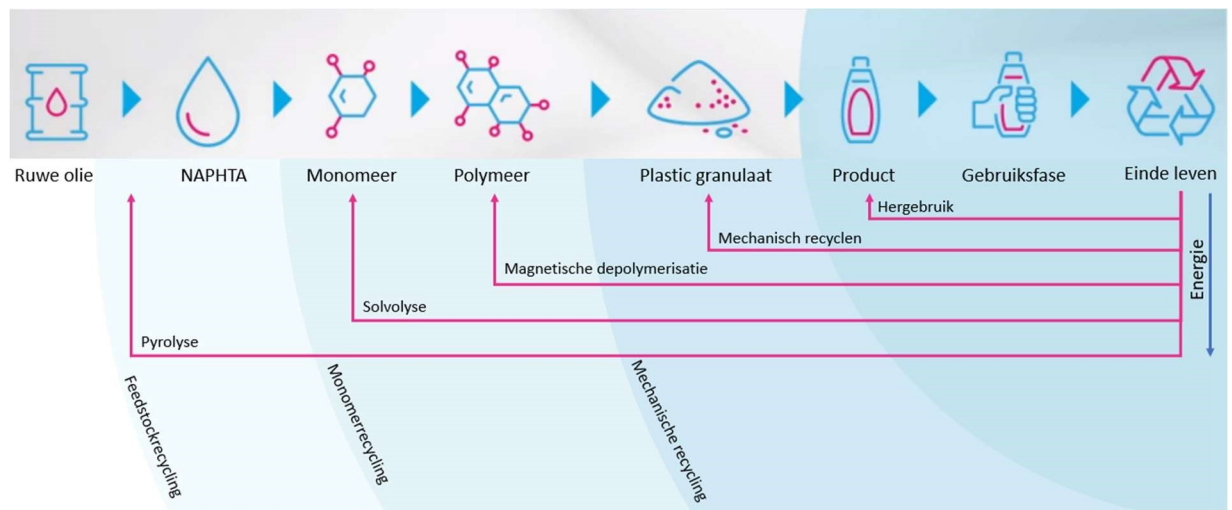 Ruwe olie
NAPHTA
Monomeer
Polymeer
Plastic granulaat
Product
Gebruiksfase
Einde leven
Hergebruik
Mechanisch recyclen
Magnetische depolymerisatie
Solvolyse
Pyrolyse
Energie
Feedstockrecycling
Monomerrecycling
Mechanische recycling